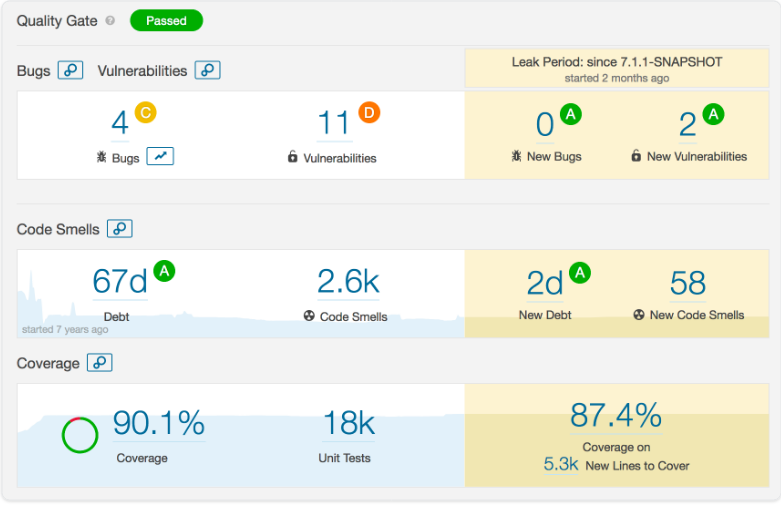 Quality Gate ? Passed
Bugs Vulnerabilities
Leak Period: since 7.1.1-SNAPSHOT
started 2 months ago
4 C 11 D 0 A 2 A
Bugs Vulnerabilities New Bugs New Vulnerabilities
Code Smells
67d A 2.6k 2d A 58
Debt Code Smells New Debt New Code Smells
started 7 years ago
Coverage
90.1% 18k 87.4%
Coverage Unit Tests Coverage on
5.3k New Lines to Cover